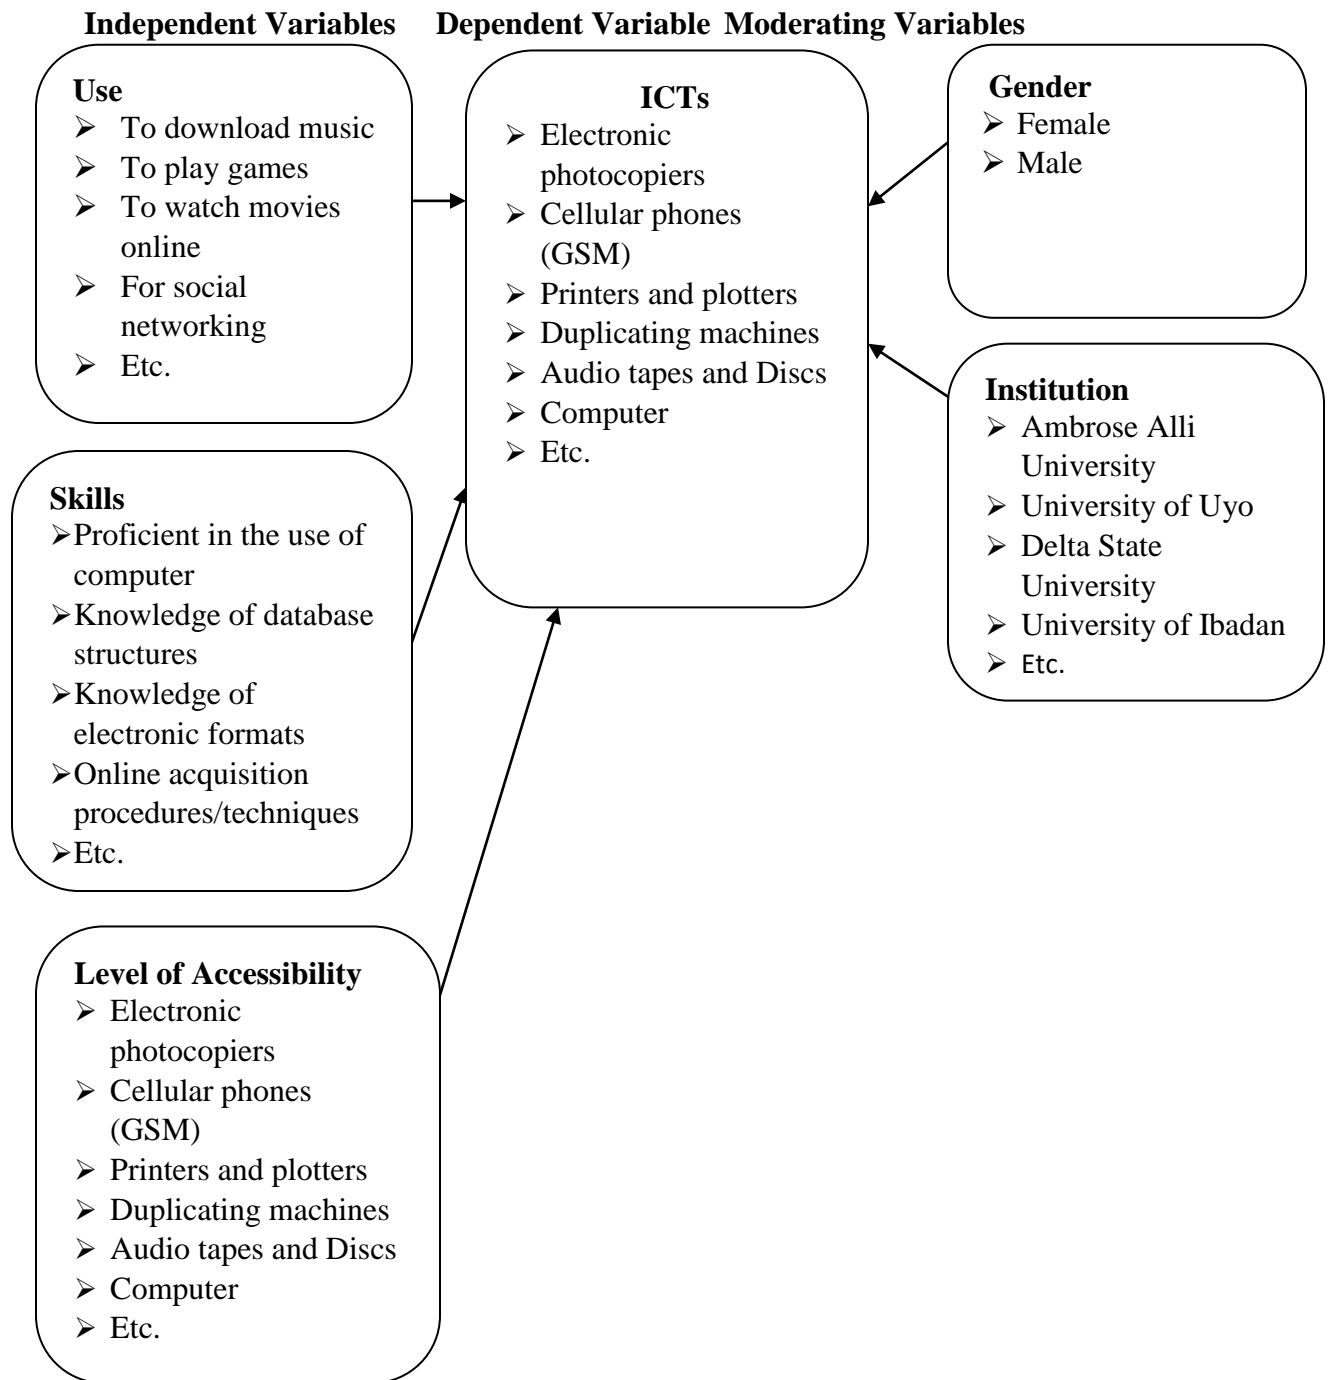 Independent Variables Dependent Variable Moderating Variables
Use
➢ To download music
➢ To play games
➢ To watch movies
online
➢ For social
networking
➢ Etc.
Skills
➢Proficient in the use of
computer
➢Knowledge of database
structures
➢Knowledge of
electronic formats
➢Online acquisition
procedures/techniques
➢Etc.
Level of Accessibility
➢ Electronic
photocopiers
➢ Cellular phones
(GSM)
➢ Printers and plotters
➢ Duplicating machines
➢ Audio tapes and Discs
➢ Computer
➢ Etc.
ICTs
➢ Electronic
photocopiers
➢ Cellular phones
(GSM)
➢ Printers and plotters
➢ Duplicating machines
➢ Audio tapes and Discs
➢ Computer
➢ Etc.
Gender
➢ Female
➢ Male
Institution
➢ Ambrose Alli
University
➢ University of Uyo
➢ Delta State
University
➢ University of Ibadan
➢ Etc.